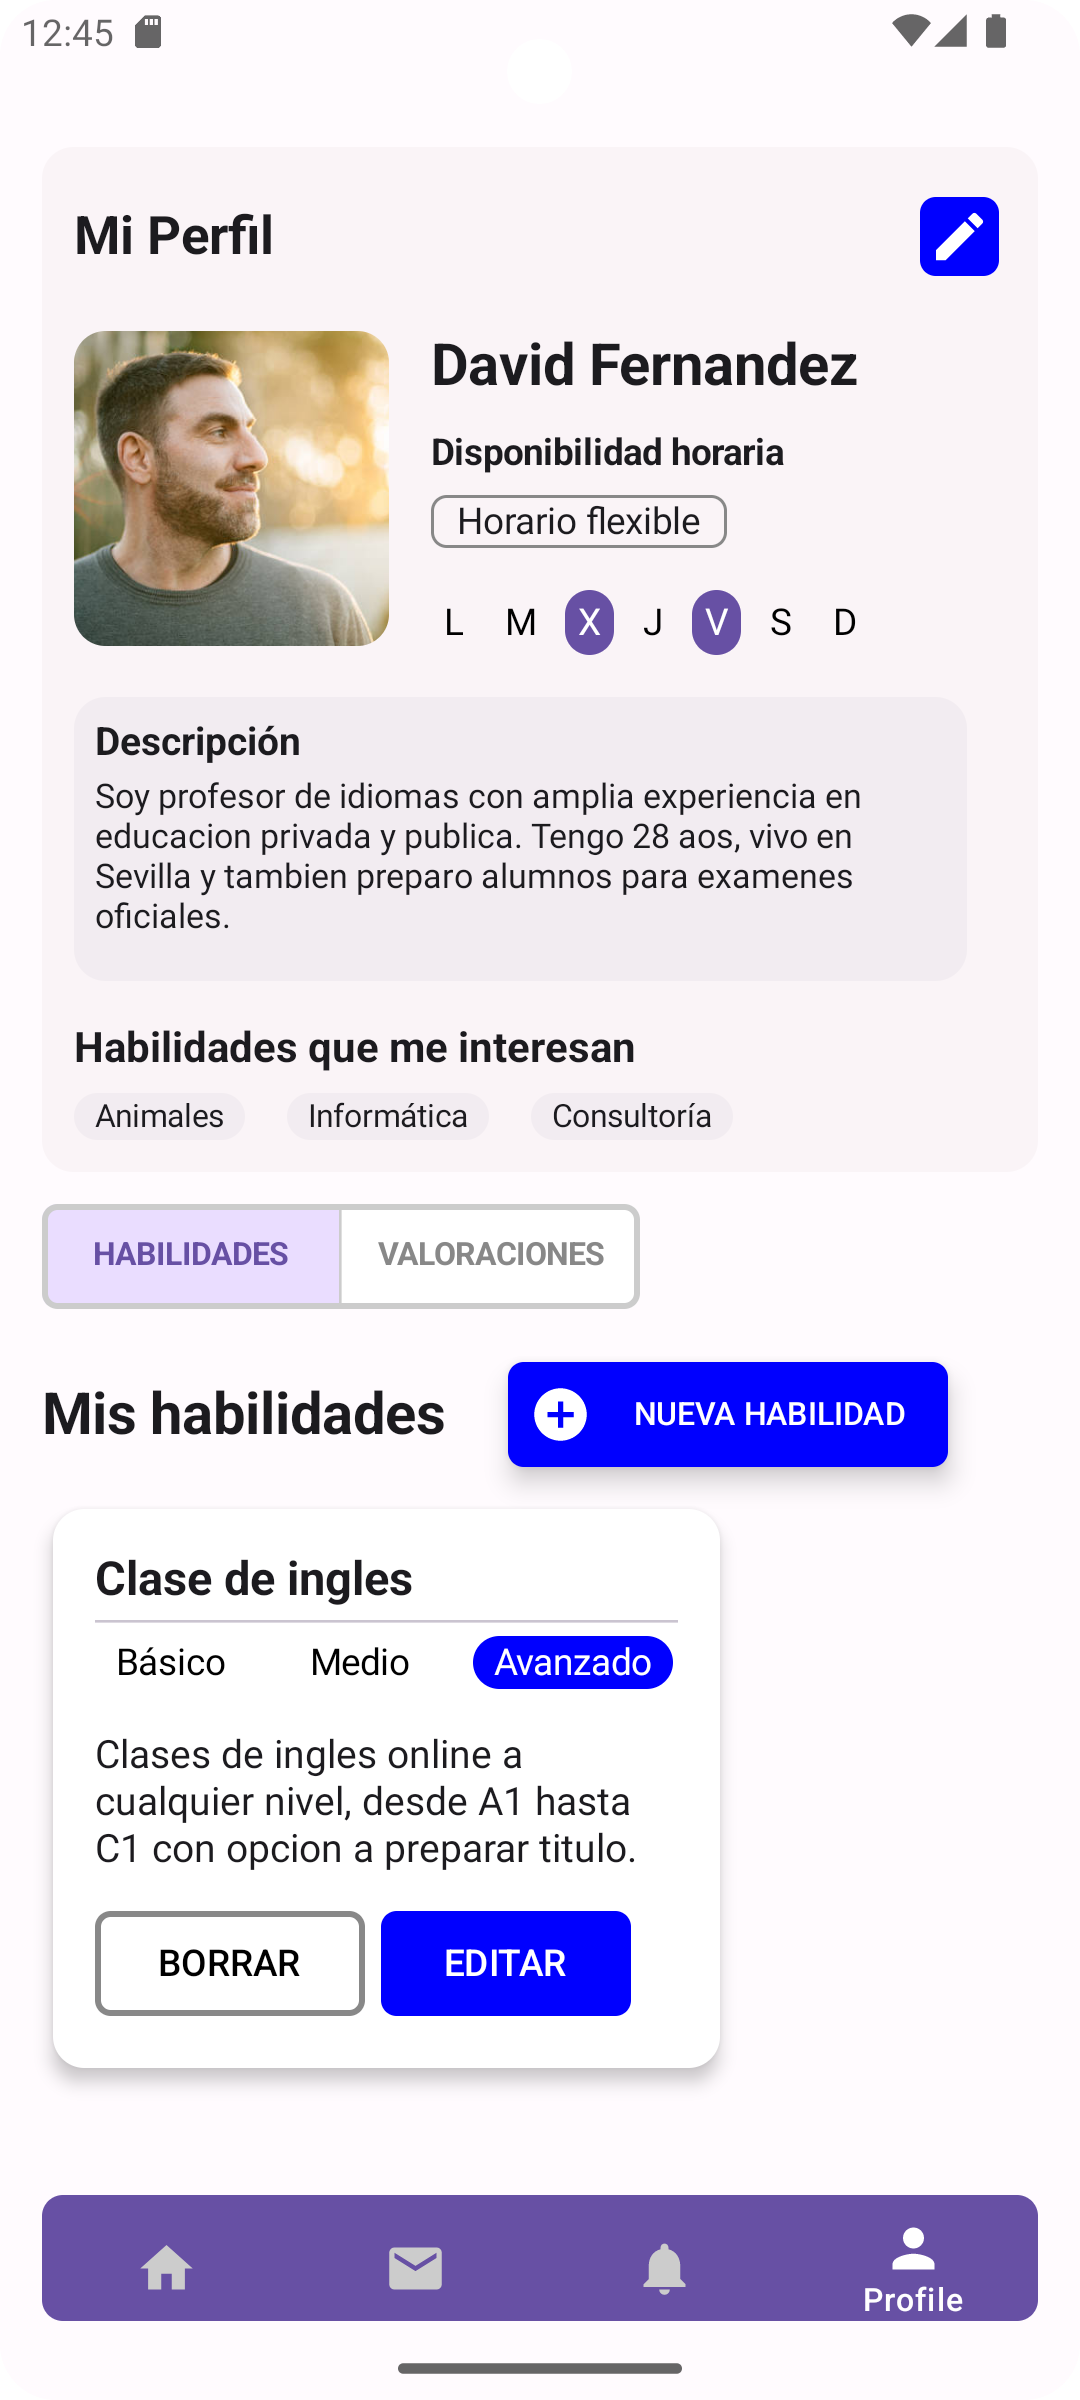 12:45
Mi Perfil
David Fernandez
Disponibilidad horaria
Horario flexible
L M X J V S D
Descripción
Soy profesor de idiomas con amplia experiencia en
educacion privada y publica. Tengo 28 aos, vivo en
Sevilla y tambien preparo alumnos para examenes
oficiales.
Habilidades que me interesan
Animales Informática Consultoría
HABILIDADES VALORACIONES
Mis habilidades NUEVA HABILIDAD
Clase de ingles
Básico Medio Avanzado
Clases de ingles online a
cualquier nivel, desde A1 hasta
C1 con opcion a preparar titulo.
BORRAR EDITAR
Profile